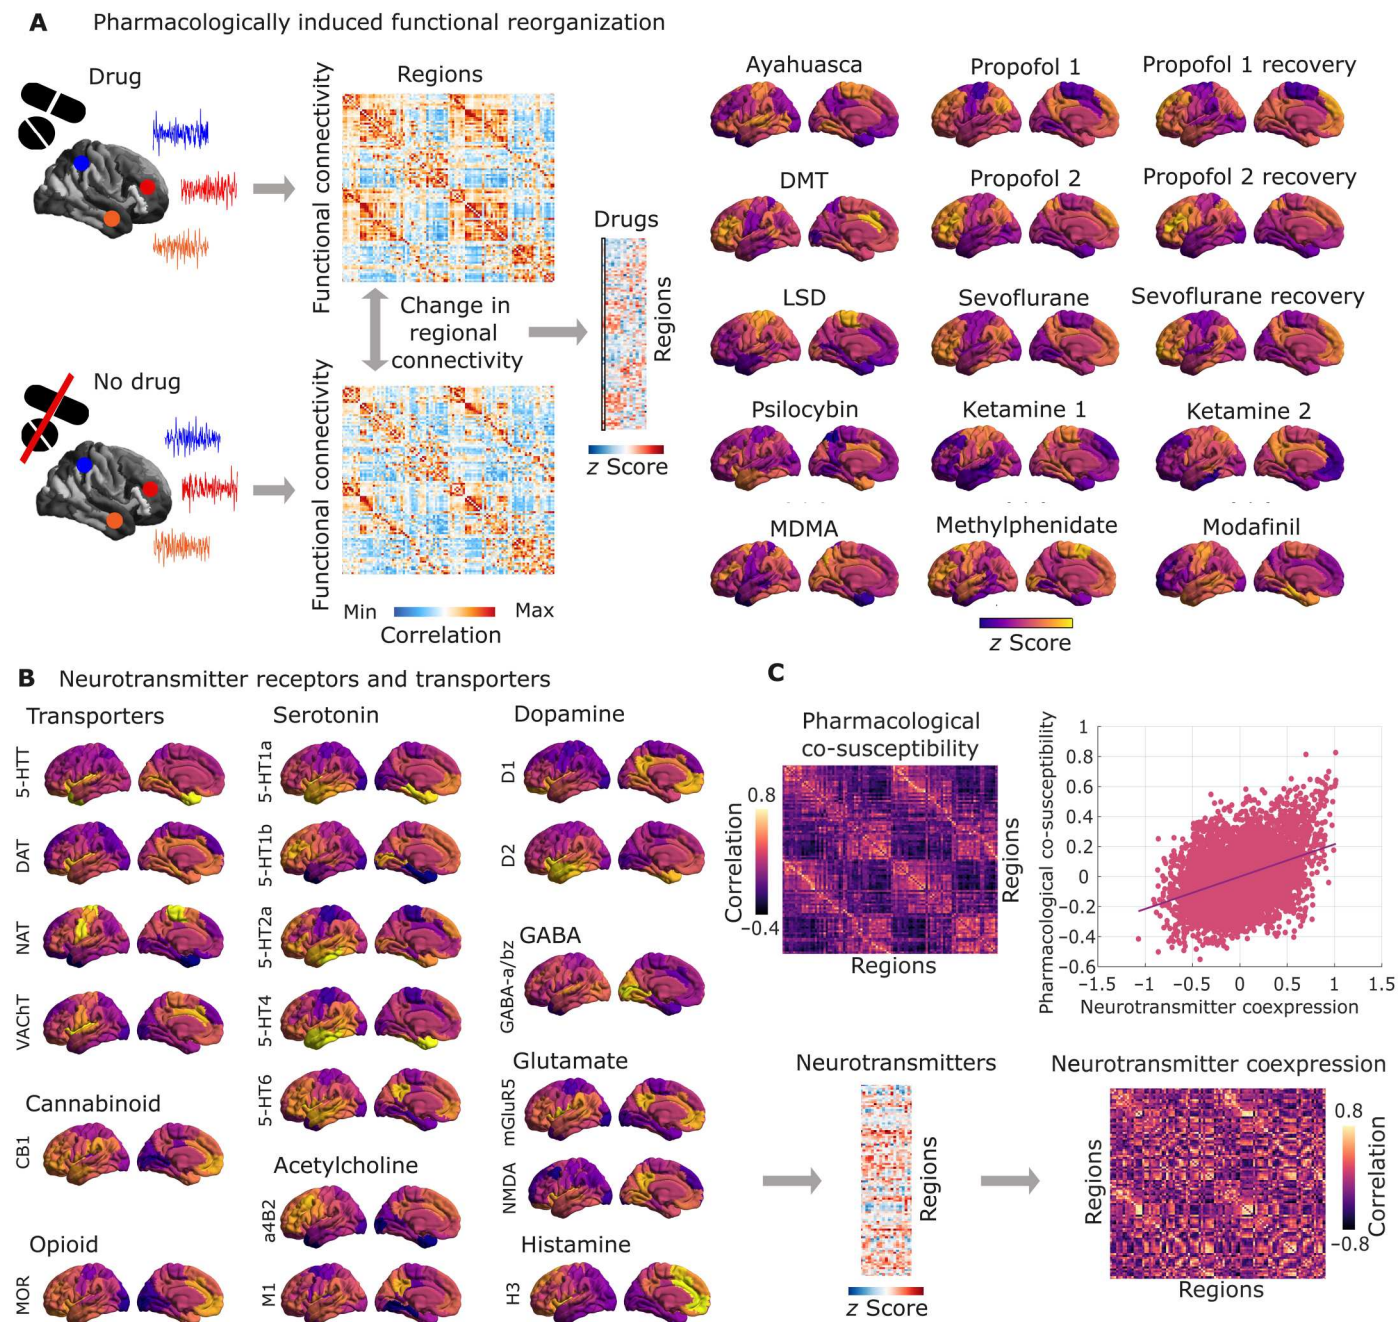 A Pharmacologically induced functional reorganization
Drug
Regions
Functional connectivity
Change in
regional
connectivity
No drug
Functional connectivity
Min Max
Correlation
Drugs
Regions
z Score
Ayahuasca
Propofol 1
Propofol 1 recovery
DMT
Propofol 2
Propofol 2 recovery
LSD
Sevoflurane
Sevoflurane recovery
Psilocybin
Ketamine 1
Ketamine 2
MDMA
Methylphenidate
Modafinil
z Score
B Neurotransmitter receptors and transporters
Transporters
5-HTT
DAT
NAT
VAChT
Cannabinoid
CB1
Opioid
MOR
Serotonin
5-HT1a
5-HT1b
5-HT2a
5-HT4
5-HT6
Acetylcholine
a4B2
M1
Dopamine
D1
D2
GABA
GABA-a/bz
Glutamate
mGluR5
NMDA
Histamine
H3
C
Pharmacological
co-susceptibility
0.8
Correlation
−0.4
Regions
Regions
Pharmacological co-susceptibility
1
0.8
0.6
0.4
0.2
0
−0.2
−0.4
−0.6
−1.5 −1 −0.5 0 0.5 1 1.5
Neurotransmitter coexpression
Neurotransmitters
Regions
z Score
Neurotransmitter coexpression
Regions
0.8
Correlation
−0.8
Regions